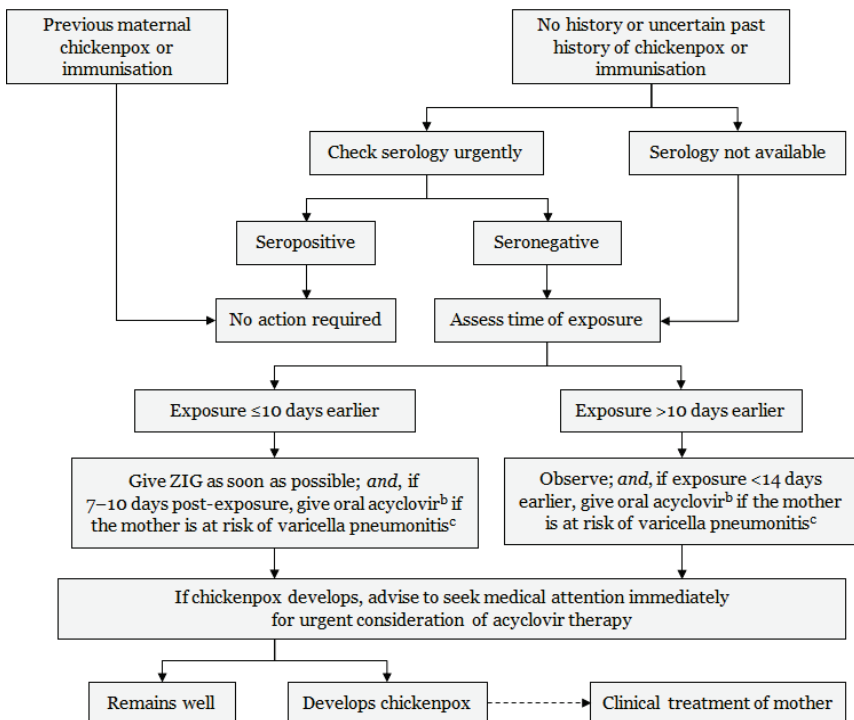 Previous maternal
chickenpox or
immunisation
No history or uncertain past
history of chickenpox or
immunisation
Check serology urgently
Serology not available
Seropositive
Seronegative
No action required
Assess time of exposure
Exposure ≤10 days earlier
Exposure >10 days earlier
Give ZIG as soon as possible; and, if
7–10 days post-exposure, give oral acyclovirᵇ if
the mother is at risk of varicella pneumonitisᶜ
Observe; and, if exposure <14 days
earlier, give oral acyclovirᵇ if the mother
is at risk of varicella pneumonitisᶜ
If chickenpox develops, advise to seek medical attention immediately
for urgent consideration of acyclovir therapy
Remains well
Develops chickenpox
Clinical treatment of mother